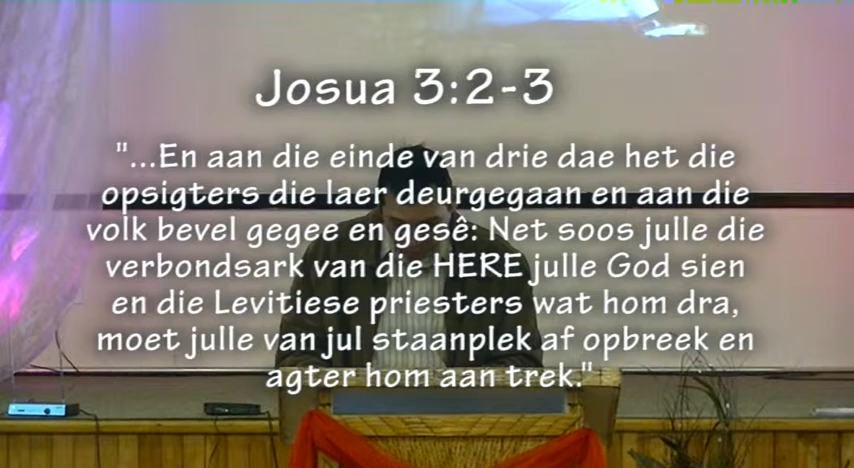 Josua 3:2-3
"...En aan die einde van drie dae het die
opsigters die laer deurgegaan en aan die
volk bevel gegee en gesê: Net soos julle die
verbondsark van die HERE julle God sien
en die Levitiese priesters wat hom dra,
moet julle van jul staanplek af opbreek en
agter hom aan trek."